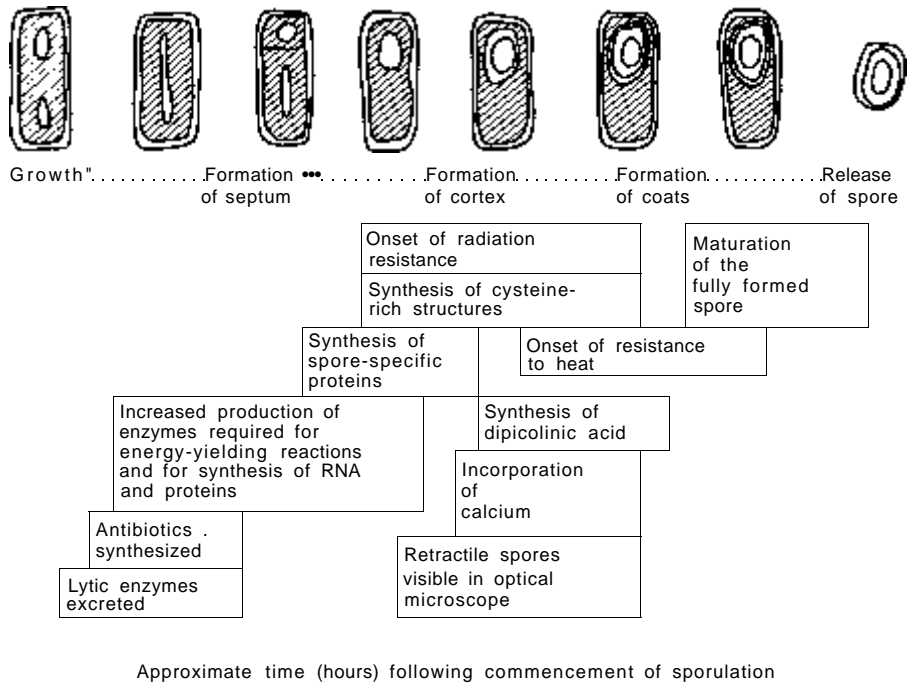 Growth".............Formation •••..........Formation..........Formation............Release
of septum of cortex of coats of spore
Onset of radiation
resistance
Maturation
of the
fully formed
spore
Synthesis of cysteine-
rich structures
Synthesis of
spore-specific
proteins
Onset of resistance
to heat
Increased production of
enzymes required for
energy-yielding reactions
and for synthesis of RNA
and proteins
Synthesis of
dipicolinic acid
Incorporation
of
calcium
Antibiotics .
synthesized
Retractile spores
visible in optical
microscope
Lytic enzymes
excreted
Approximate time (hours) following commencement of sporulation